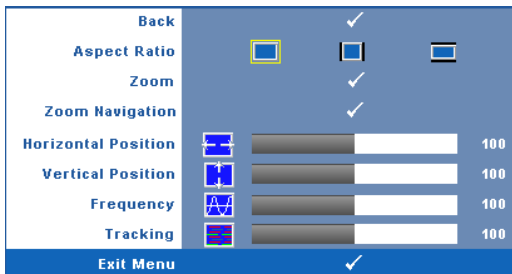 Back
Aspect Ratio
Zoom
Zoom Navigation
Horizontal Position 100
Vertical Position 100
Frequency 100
Tracking 100
Exit Menu